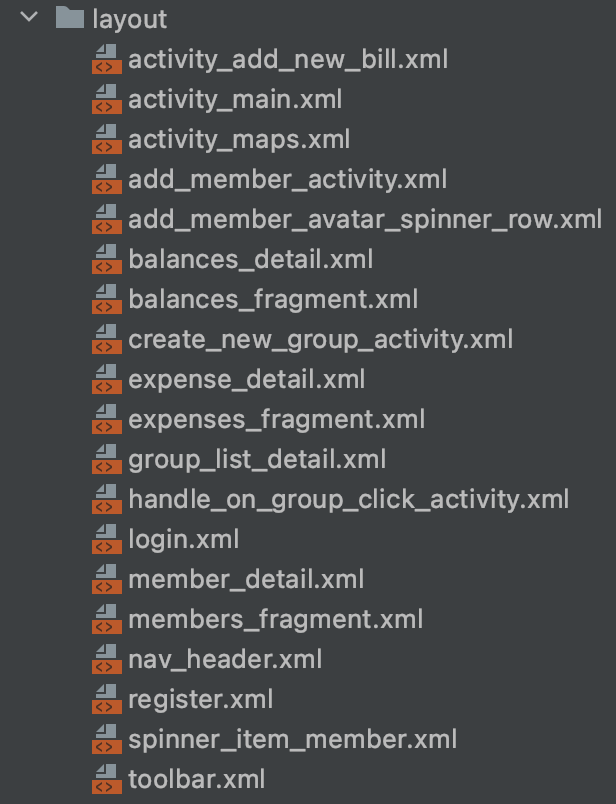 layout
activity_add_new_bill.xml
activity_main.xml
activity_maps.xml
add_member_activity.xml
add_member_avatar_spinner_row.xml
balances_detail.xml
balances_fragment.xml
create_new_group_activity.xml
expense_detail.xml
expenses_fragment.xml
group_list_detail.xml
handle_on_group_click_activity.xml
login.xml
member_detail.xml
members_fragment.xml
nav_header.xml
register.xml
spinner_item_member.xml
toolbar.xml